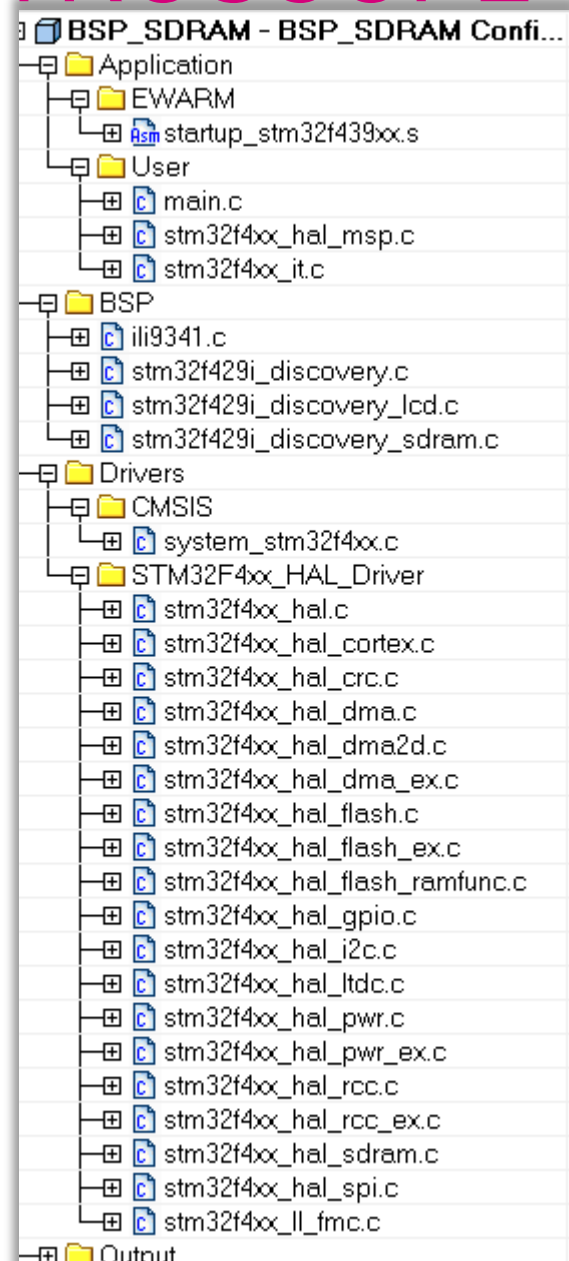 BSP_SDRAM - BSP_SDRAM Confi...
Application
EWARM
Asm startup_stm32f439xx.s
User
c main.c
c stm32f4xx_hal_msp.c
c stm32f4xx_it.c
BSP
c ili9341.c
c stm32f429i_discovery.c
c stm32f429i_discovery_lcd.c
c stm32f429i_discovery_sdram.c
Drivers
CMSIS
c system_stm32f4xx.c
STM32F4xx_HAL_Driver
c stm32f4xx_hal.c
c stm32f4xx_hal_cortex.c
c stm32f4xx_hal_crc.c
c stm32f4xx_hal_dma.c
c stm32f4xx_hal_dma2d.c
c stm32f4xx_hal_dma_ex.c
c stm32f4xx_hal_flash.c
c stm32f4xx_hal_flash_ex.c
c stm32f4xx_hal_flash_ramfunc.c
c stm32f4xx_hal_gpio.c
c stm32f4xx_hal_i2c.c
c stm32f4xx_hal_ltdc.c
c stm32f4xx_hal_pwr.c
c stm32f4xx_hal_pwr_ex.c
c stm32f4xx_hal_rcc.c
c stm32f4xx_hal_rcc_ex.c
c stm32f4xx_hal_sdram.c
c stm32f4xx_hal_spi.c
c stm32f4xx_ll_fmc.c
Output